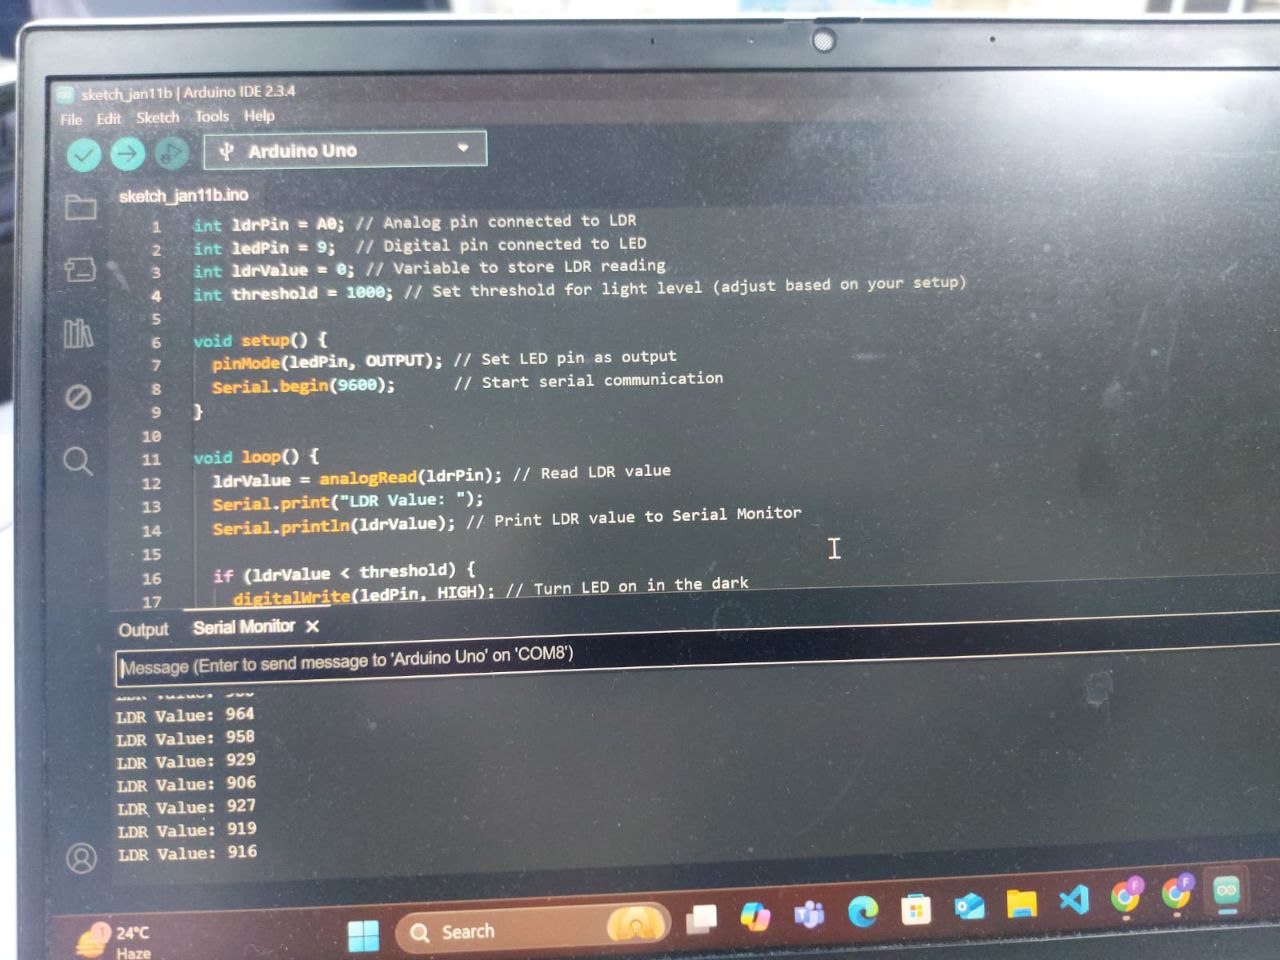 sketch_jan11b | Arduino IDE 2.3.4
File Edit Sketch Tools Help
Arduino Uno
sketch_jan11b.ino
1 int ldrPin = A0; // Analog pin connected to LDR
2 int ledPin = 9; // Digital pin connected to LED
3 int ldrValue = 0; // Variable to store LDR reading
4 int threshold = 1000; // Set threshold for light level (adjust based on your setup)
5
6 void setup() {
7 pinMode(ledPin, OUTPUT); // Set LED pin as output
8 Serial.begin(9600); // Start serial communication
9 }
10
11 void loop() {
12 ldrValue = analogRead(ldrPin); // Read LDR value
13 Serial.print("LDR Value: ");
14 Serial.println(ldrValue); // Print LDR value to Serial Monitor
15
16 if (ldrValue < threshold) {
17 digitalWrite(ledPin, HIGH); // Turn LED on in the dark
Output Serial Monitor X
Message (Enter to send message to 'Arduino Uno' on 'COM8')
LDR Value: 964
LDR Value: 958
LDR Value: 929
LDR Value: 906
LDR Value: 927
LDR Value: 919
LDR Value: 916
1 24°C
Haze
Search
F F